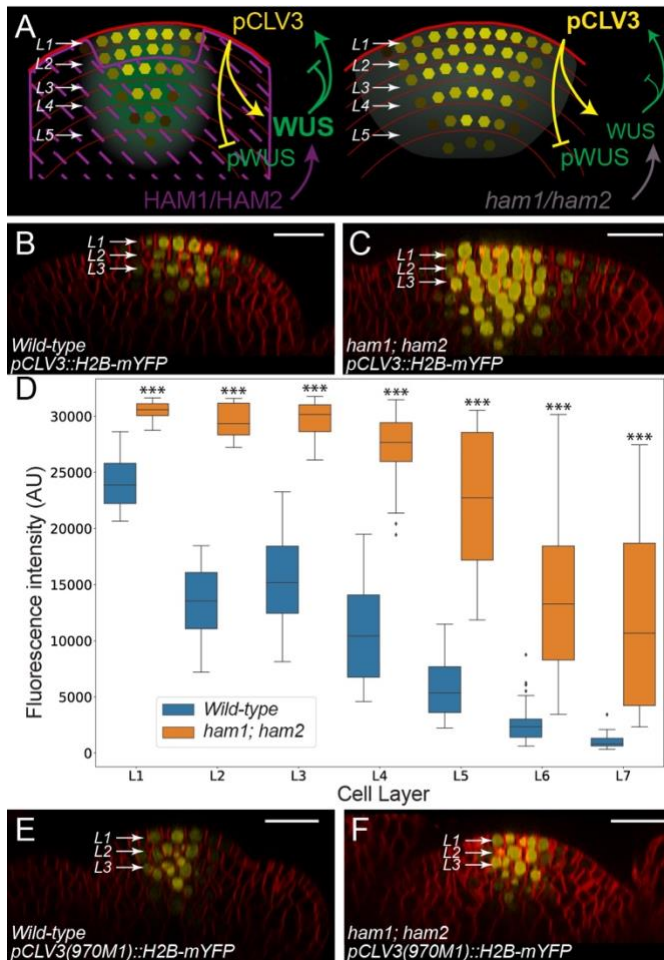 A
L1
L2
L3
L4
L5
pCLV3
WUS
pWUS
HAM1/HAM2
pCLV3
L1
L2
L3
L4
L5
WUS
pWUS
ham1/ham2
B
L1
L2
L3
Wild-type
pCLV3::H2B-mYFP
C
L1
L2
L3
ham1; ham2
pCLV3::H2B-mYFP
D
Fluorescence intensity (AU)
30000
25000
20000
15000
10000
5000
0
*** *** *** *** *** *** ***
Wild-type
ham1; ham2
L1 L2 L3 L4 L5 L6 L7
Cell Layer
E
L1
L2
L3
Wild-type
pCLV3(970M1)::H2B-mYFP
F
L1
L2
L3
ham1; ham2
pCLV3(970M1)::H2B-mYFP